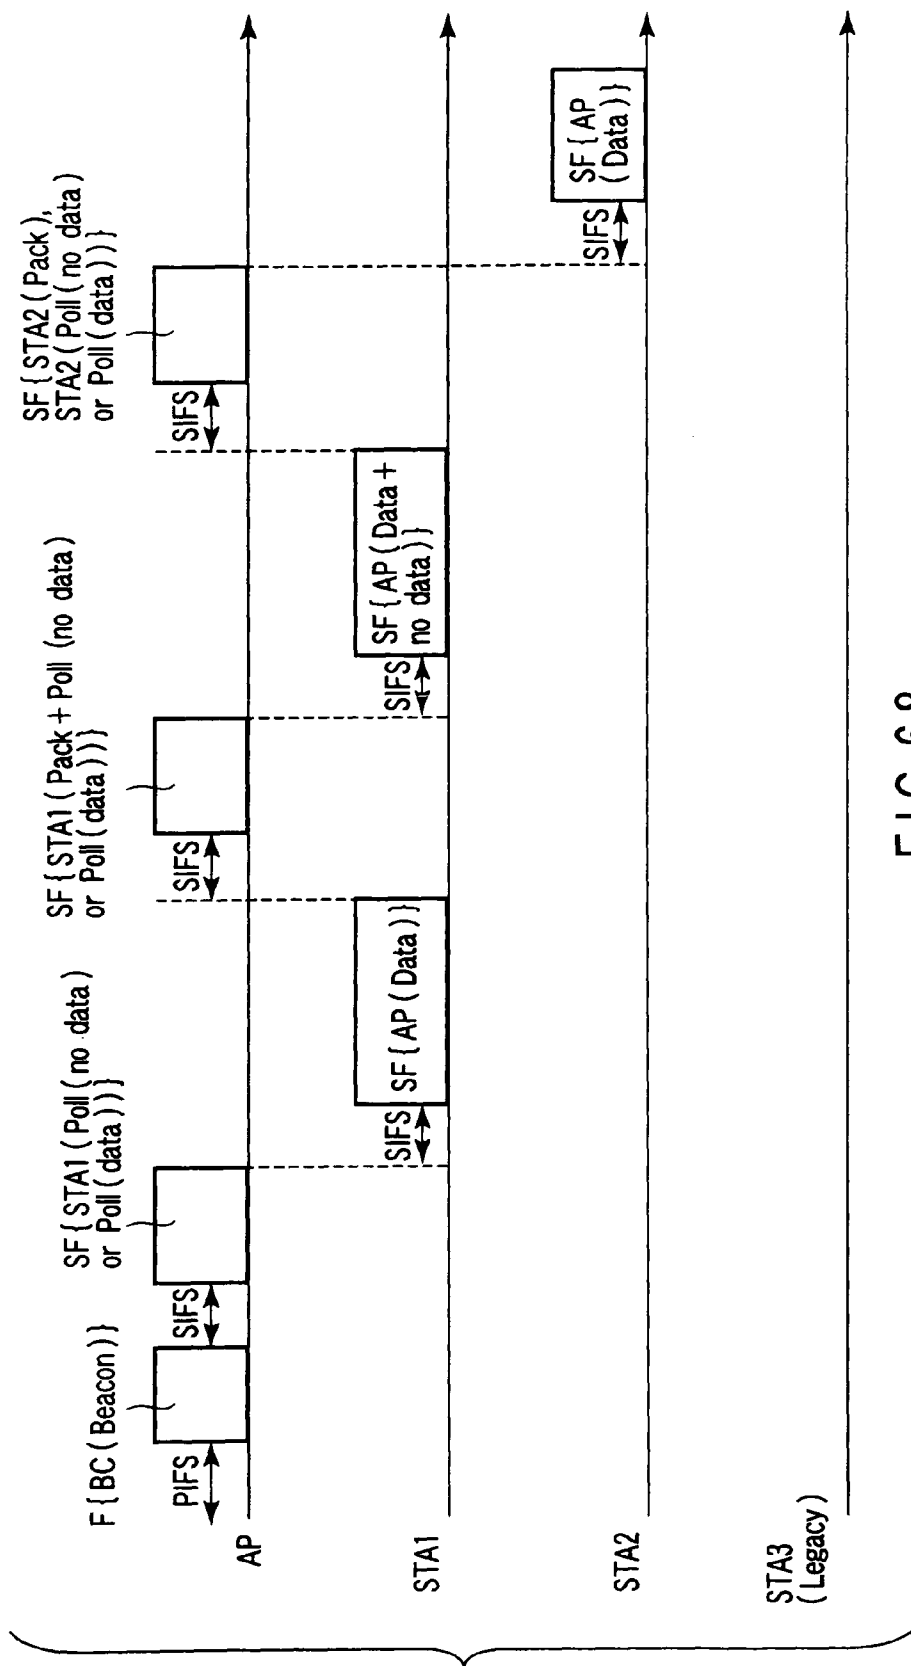 F{BC(Beacon)}
SF{STA1(Poll(no data)
or Poll(data))}
SF{STA1(Pack+Poll(no data)
or Poll(data))}
SF{STA2(Pack),
STA2(Poll(no data)
or Poll(data))}
PIFS
SIFS
SIFS
SIFS
AP
SIFS
SF{AP(Data)}
SIFS
SF{AP(Data+
no data)}
STA1
SIFS
SF{AP
(Data)}
STA2
STA3
(Legacy)
F I G.